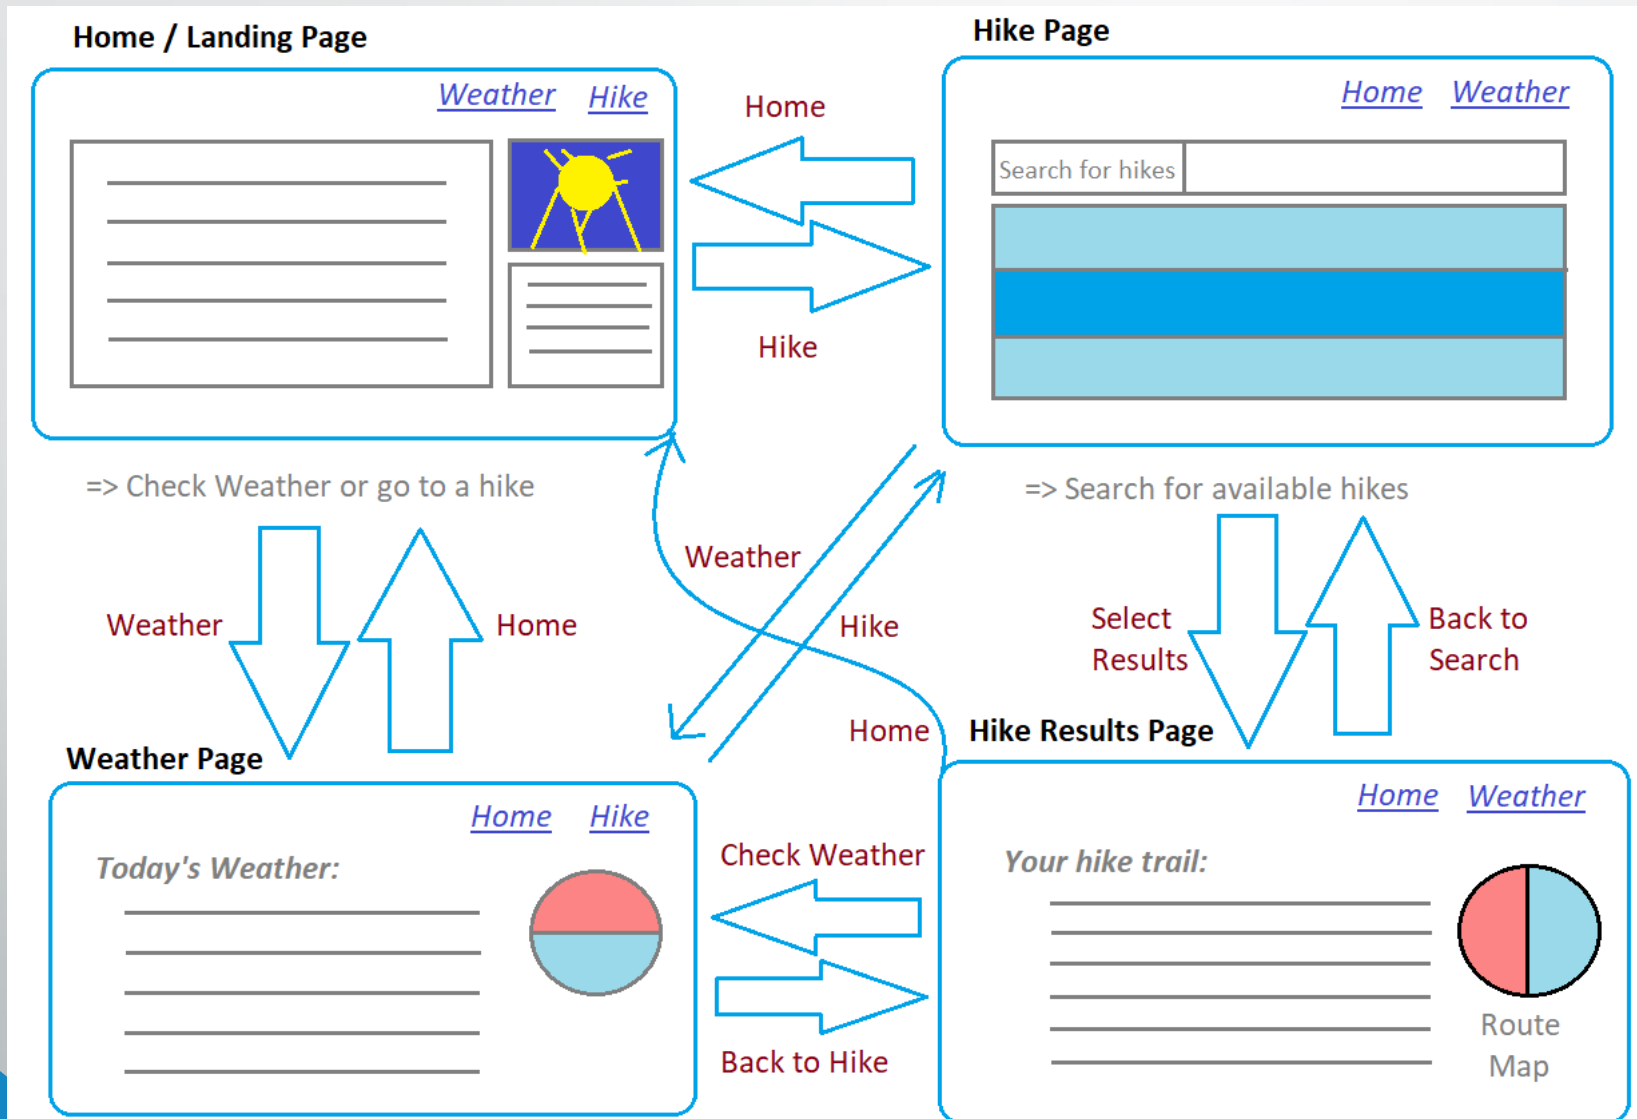 Home / Landing Page
Weather Hike
=> Check Weather or go to a hike
Home
Hike
Hike Page
Home Weather
Search for hikes
=> Search for available hikes
Weather
Home
Weather
Hike
Home
Select
Results
Back to
Search
Weather Page
Home Hike
Today's Weather:
Check Weather
Back to Hike
Hike Results Page
Home Weather
Your hike trail:
Route
Map